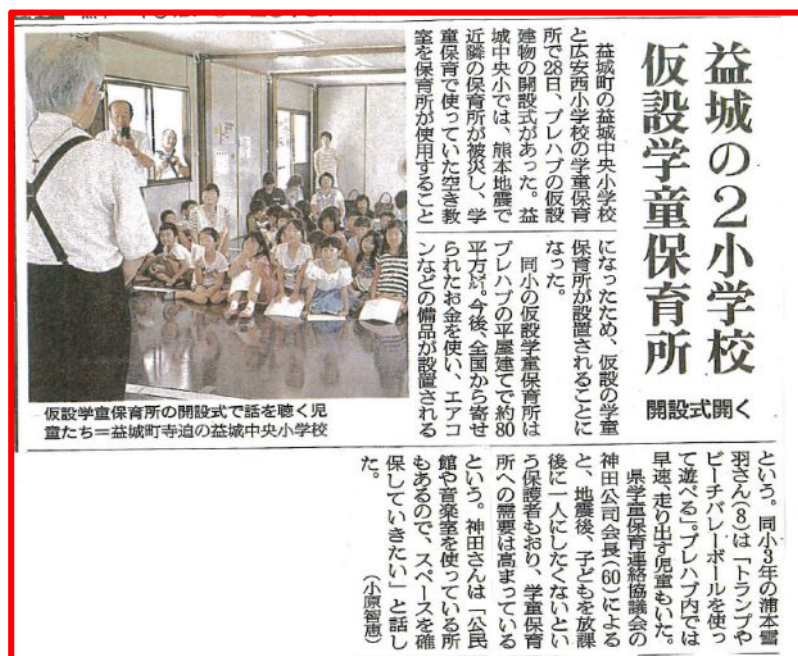 益城の2小学校
仮設学童保育所
開設式開く
益城町の益城中央小学校
と広安西小学校の学童保育
所で28日、プレハブの仮設
建物の開設式があった。益
城中央小では、熊本地震で
近隣の保育所が被災し、学
童保育で使っていた空き教
室を保育所が使用すること
になったため、仮設の学童
保育所が設置されることに
なった。
同小の仮設学童保育所は
プレハブの平屋建てで約80
平方㍍。今後、全国から寄せ
られたお金を使い、エアコ
ンなどの備品が設置される
という。同小3年の浦本雪
羽さん(8)は「トランプや
ビーチバレーボールを使っ
て遊べる」。プレハブ内では
早速、走り出す児童もいた。
県学童保育連絡協議会の
神田公司会長(60)による
と、地震後、子どもを放課
後に一人にしたくないとい
う保護者もおり、学童保育
所への需要は高まっている
という。神田さんは「公民
館や音楽室を使っている所
もあるので、スペースを確
保していきたい」と話し
た。
(小原智恵)
仮設学童保育所の開設式で話を聴く児
童たち＝益城町寺迫の益城中央小学校